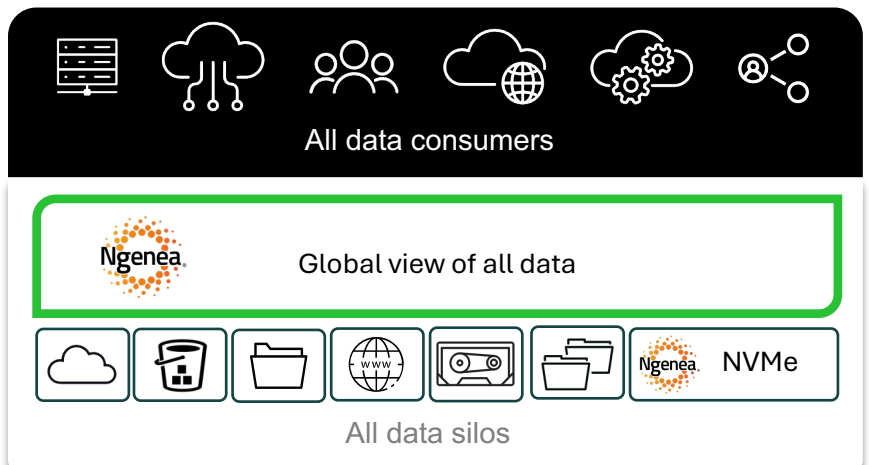 All data consumers
Ngenea®
Global view of all data
www
Ngenea
NVMe
All data silos